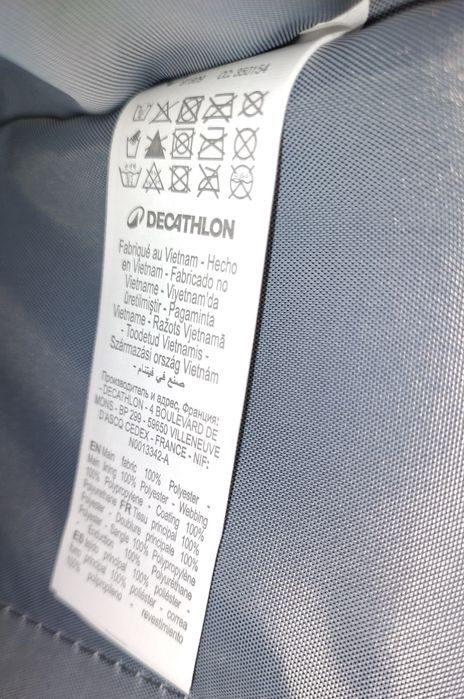 CC 350154
DECATHLON
Fabriqué au Vietnam - Hecho
en Vietnam - Fabricado no
Vietname - Viyetnam'da
üretilmiştir - Pagaminta
Vietname - Ražots Vjetnamā
- Toodetud Vietnamis -
Származási ország Vietnám
- صنع في فيتنام
Производитель и адрес, Франция:
- DECATHLON - 4 BOULEVARD DE
MONS - BP 299 - 59650 VILLENEUVE
D'ASCQ CEDEX - FRANCE - NIF:
N0013342-A
EN Main fabric 100% Polyester -
Main lining 100% Polyester - Webbing
100% Polypropylene - Coating 100%
Polyurethane FR Tissu principal 100%
Polyester - Doublure principale 100%
Polyester - Sangle 100% Polypropylène
- Enduction 100% Polyuréthane
ES tejido principal 100% poliéster -
forro principal 100% poliéster - correa
100% polipropileno - revestimiento